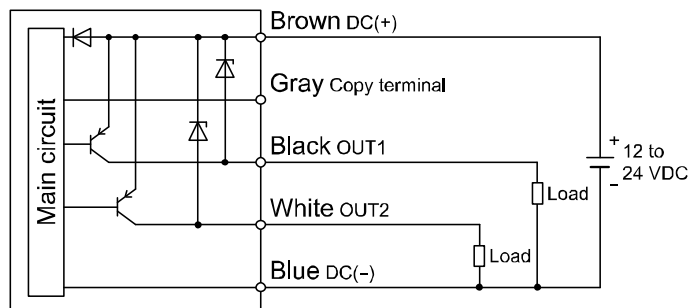 Brown DC(+)
Gray Copy terminal
Black OUT1
White OUT2
Blue DC(−)
Main circuit
Load
Load
+
12 to
24 VDC
−